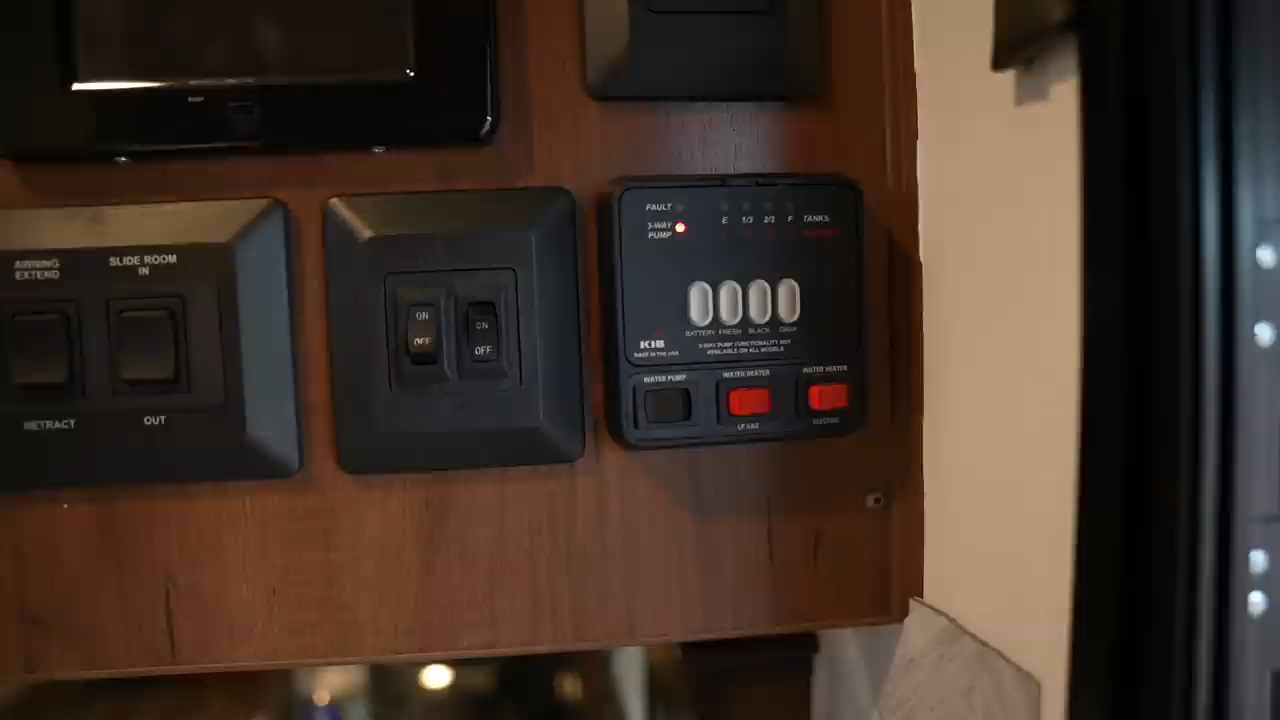 AWNING
EXTEND
RETRACT
SLIDE ROOM
IN
OUT
ON
OFF
ON
OFF
FAULT
3-WAY
PUMP
E 1/3 2/3 F TANKS
BATTERY FRESH BLACK GRAY
KIB
MADE IN THE USA
3-WAY PUMP FUNCTIONALITY NOT
AVAILABLE ON ALL MODELS
WATER PUMP
WATER HEATER
LP GAS
WATER HEATER
ELECTRIC